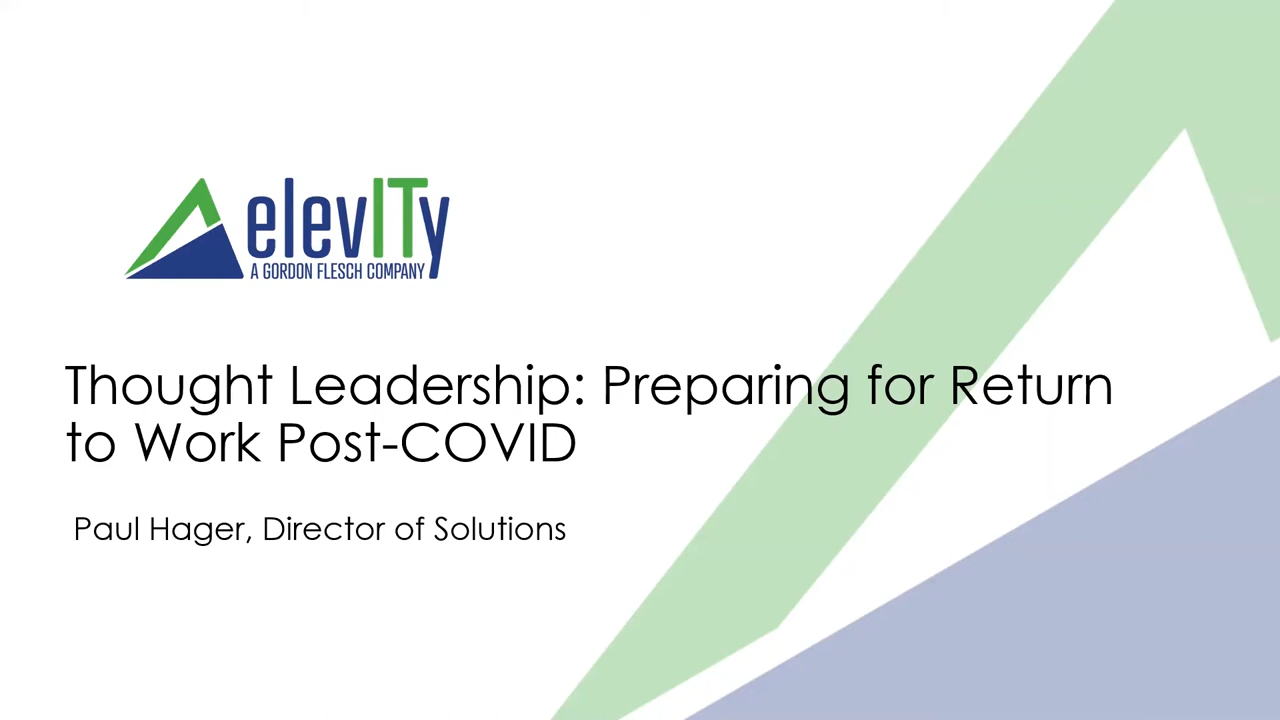 elevITy
A GORDON FLESCH COMPANY
Thought Leadership: Preparing for Return
to Work Post-COVID
Paul Hager, Director of Solutions